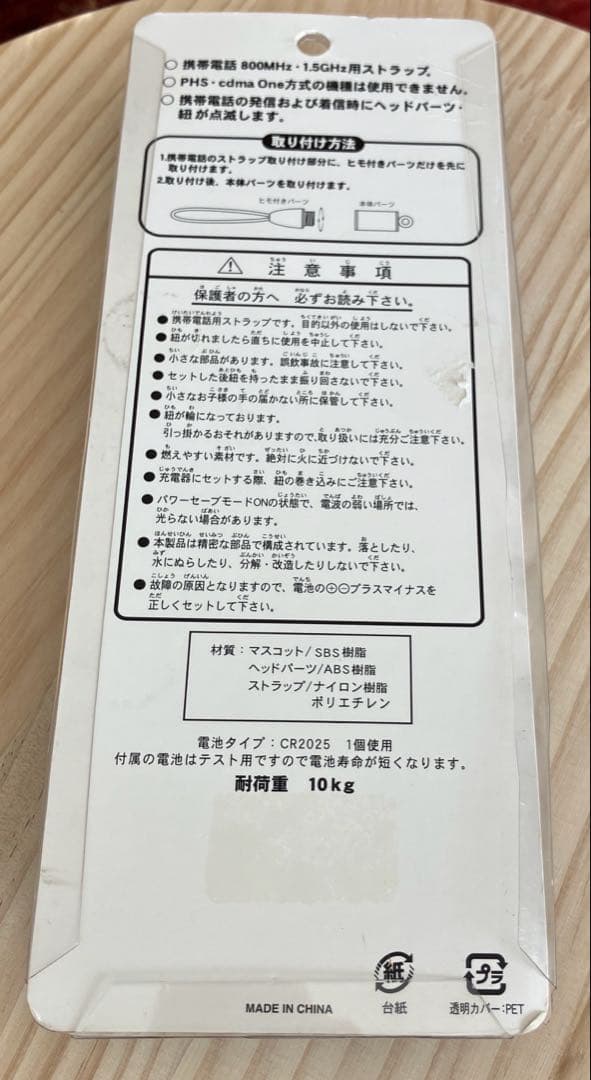 ○ 携帯電話 800MHz・1.5GHz用ストラップ。
○ PHS・cdma One方式の機種は使用できません。
○ 携帯電話の発信および着信時にヘッドパーツ・
紐が点滅します。
取り付け方法
1.携帯電話のストラップ取り付け部分に、ヒモ付きパーツだけを先に
取り付けます。
2.取り付け後、本体パーツを取り付けます。
ヒモ付きパーツ 本体パーツ
⚠ 注意事項
保護者の方へ 必ずお読み下さい。
● 携帯電話用ストラップです。目的以外の使用はしないで下さい。
● 紐が切れましたら直ちに使用を中止して下さい。
● 小さな部品があります。誤飲事故に注意して下さい。
● セットした後紐を持ったまま振り回さないで下さい。
● 小さなお子様の手の届かない所に保管して下さい。
● 紐が輪になっております。
引っ掛かるおそれがありますので、取り扱いには充分ご注意下さい。
● 燃えやすい素材です。絶対に火に近づけないで下さい。
● 充電器にセットする際、紐の巻き込みにご注意下さい。
● パワーセーブモードONの状態で、電波の弱い場所では、
光らない場合があります。
● 本製品は精密な部品で構成されています。落としたり、
水にぬらしたり、分解・改造したりしないで下さい。
● 故障の原因となりますので、電池の⊕⊖プラスマイナスを
正しくセットして下さい。
材質：マスコット/SBS樹脂
ヘッドパーツ/ABS樹脂
ストラップ/ナイロン樹脂
ポリエチレン
電池タイプ：CR2025 1個使用
付属の電池はテスト用ですので電池寿命が短くなります。
耐荷重 10kg
紙 プラ
MADE IN CHINA 台紙 透明カバー:PET